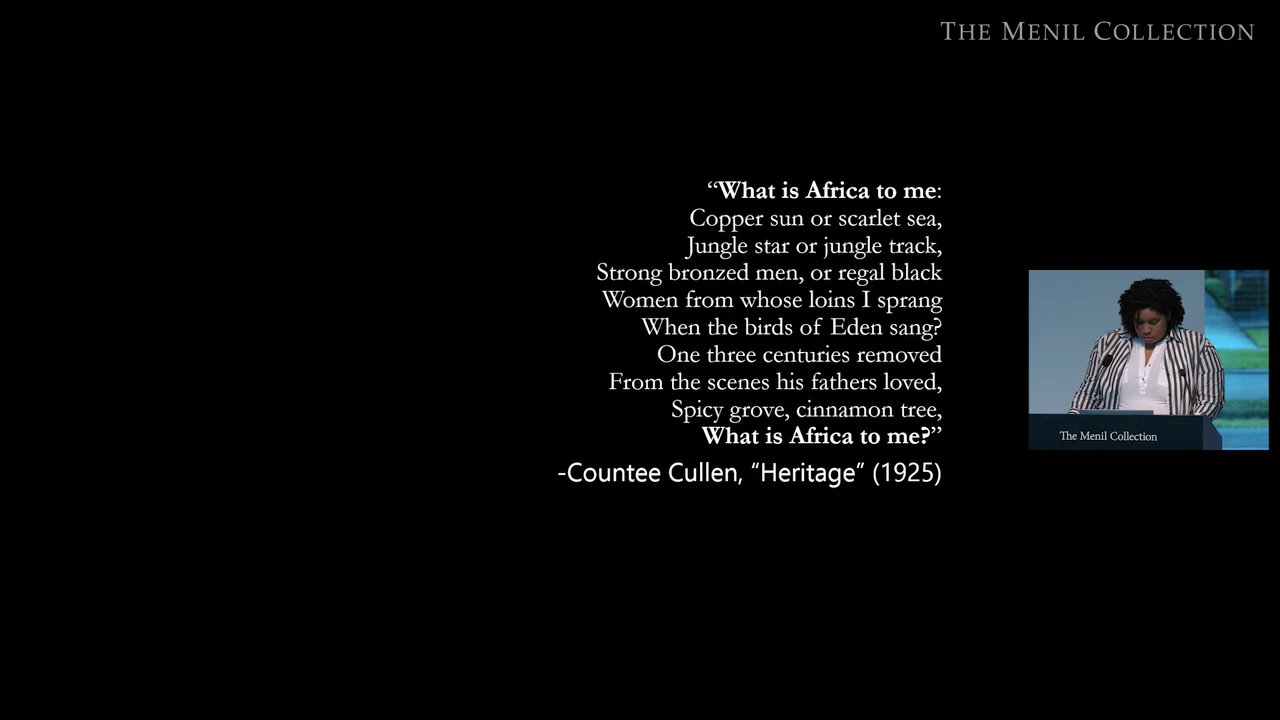 THE MENIL COLLECTION
“What is Africa to me:
Copper sun or scarlet sea,
Jungle star or jungle track,
Strong bronzed men, or regal black
Women from whose loins I sprang
When the birds of Eden sang?
One three centuries removed
From the scenes his fathers loved,
Spicy grove, cinnamon tree,
What is Africa to me?”
-Countee Cullen, “Heritage” (1925)
The Menil Collection